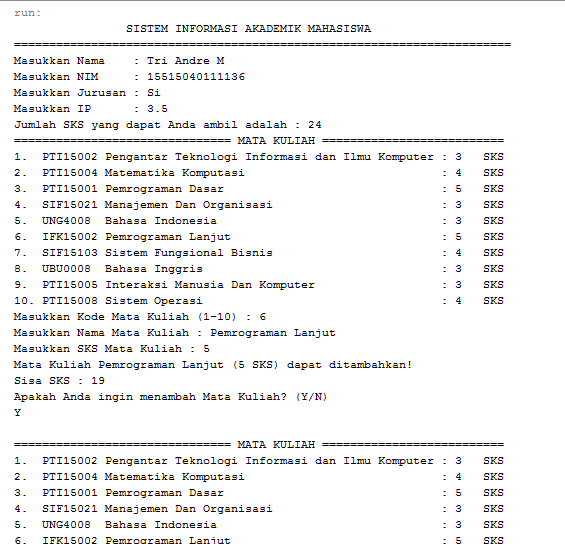 run:
SISTEM INFORMASI AKADEMIK MAHASISWA
=======================================================================
Masukkan Nama    : Tri Andre M
Masukkan NIM     : 15515040111136
Masukkan Jurusan : Si
Masukkan IP      : 3.5
Jumlah SKS yang dapat Anda ambil adalah : 24
=============================== MATA KULIAH ==========================
1.  PTI15002 Pengantar Teknologi Informasi dan Ilmu Komputer : 3   SKS
2.  PTI15004 Matematika Komputasi                            : 4   SKS
3.  PTI15001 Pemrograman Dasar                               : 5   SKS
4.  SIF15021 Manajemen Dan Organisasi                        : 3   SKS
5.  UNG4008  Bahasa Indonesia                                : 3   SKS
6.  IFK15002 Pemrograman Lanjut                              : 5   SKS
7.  SIF15103 Sistem Fungsional Bisnis                        : 4   SKS
8.  UBU0008  Bahasa Inggris                                  : 3   SKS
9.  PTI15005 Interaksi Manusia Dan Komputer                  : 3   SKS
10. PTI15008 Sistem Operasi                                  : 4   SKS
Masukkan Kode Mata Kuliah (1-10) : 6
Masukkan Nama Mata Kuliah : Pemrograman Lanjut
Masukkan SKS Mata Kuliah : 5
Mata Kuliah Pemrograman Lanjut (5 SKS) dapat ditambahkan!
Sisa SKS : 19
Apakah Anda ingin menambah Mata Kuliah? (Y/N)
Y
=============================== MATA KULIAH ==========================
1.  PTI15002 Pengantar Teknologi Informasi dan Ilmu Komputer : 3   SKS
2.  PTI15004 Matematika Komputasi                            : 4   SKS
3.  PTI15001 Pemrograman Dasar                               : 5   SKS
4.  SIF15021 Manajemen Dan Organisasi                        : 3   SKS
5.  UNG4008  Bahasa Indonesia                                : 3   SKS
6.  IFK15002 Pemrograman Lanjut                              : 5   SKS